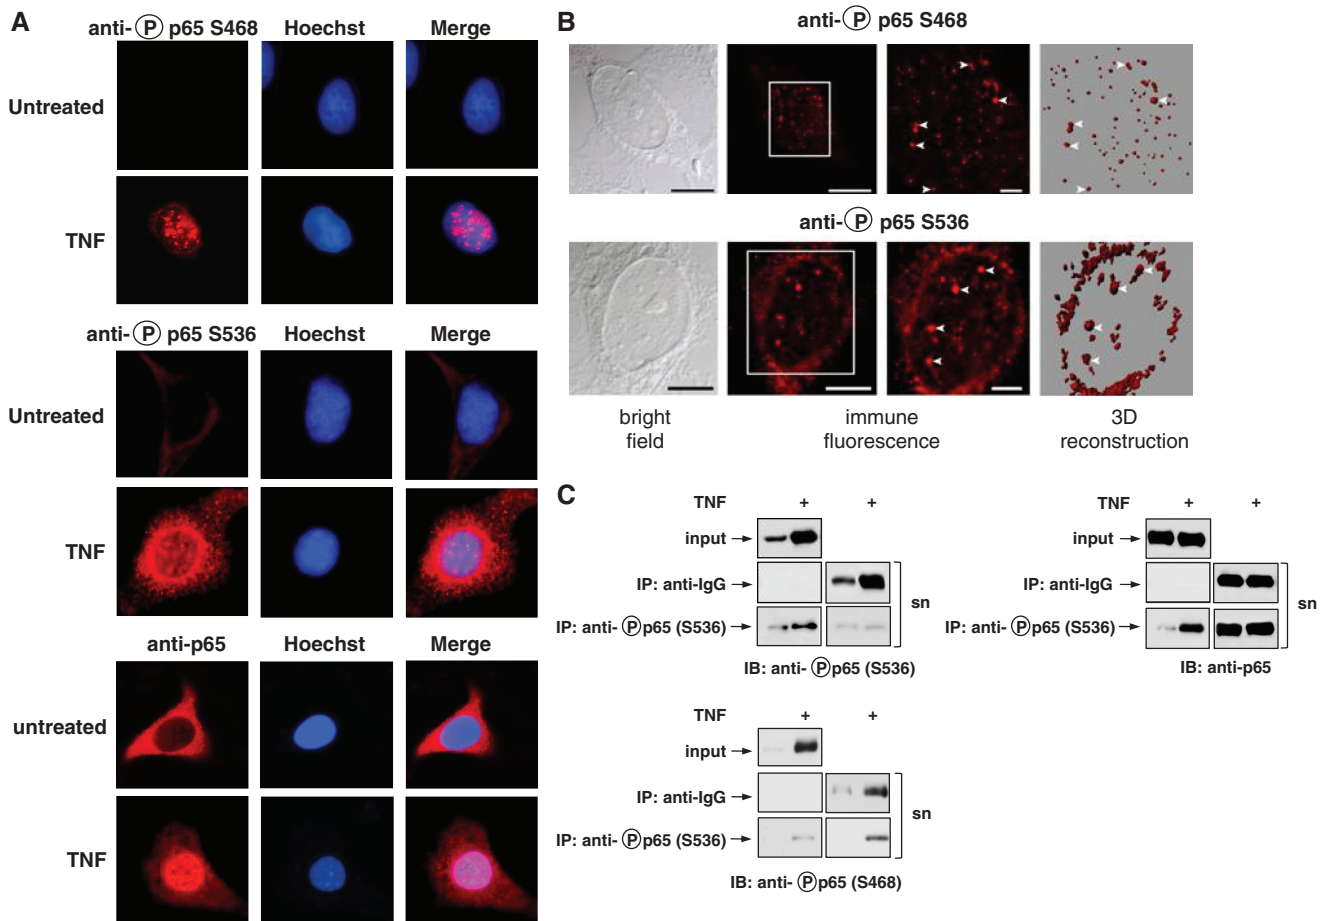 A
anti- Ⓟ p65 S468 Hoechst Merge
Untreated
TNF
anti- Ⓟ p65 S536 Hoechst Merge
Untreated
TNF
anti-p65 Hoechst Merge
untreated
TNF
B
anti- Ⓟ p65 S468
anti- Ⓟ p65 S536
bright field
immune fluorescence
3D reconstruction
C
TNF + +
input
IP: anti-IgG
IP: anti- Ⓟp65 (S536)
sn
IB: anti- Ⓟp65 (S536)
TNF + +
input
IP: anti-IgG
IP: anti- Ⓟp65 (S536)
sn
IB: anti-p65
TNF + +
input
IP: anti-IgG
IP: anti- Ⓟp65 (S536)
sn
IB: anti- Ⓟp65 (S468)